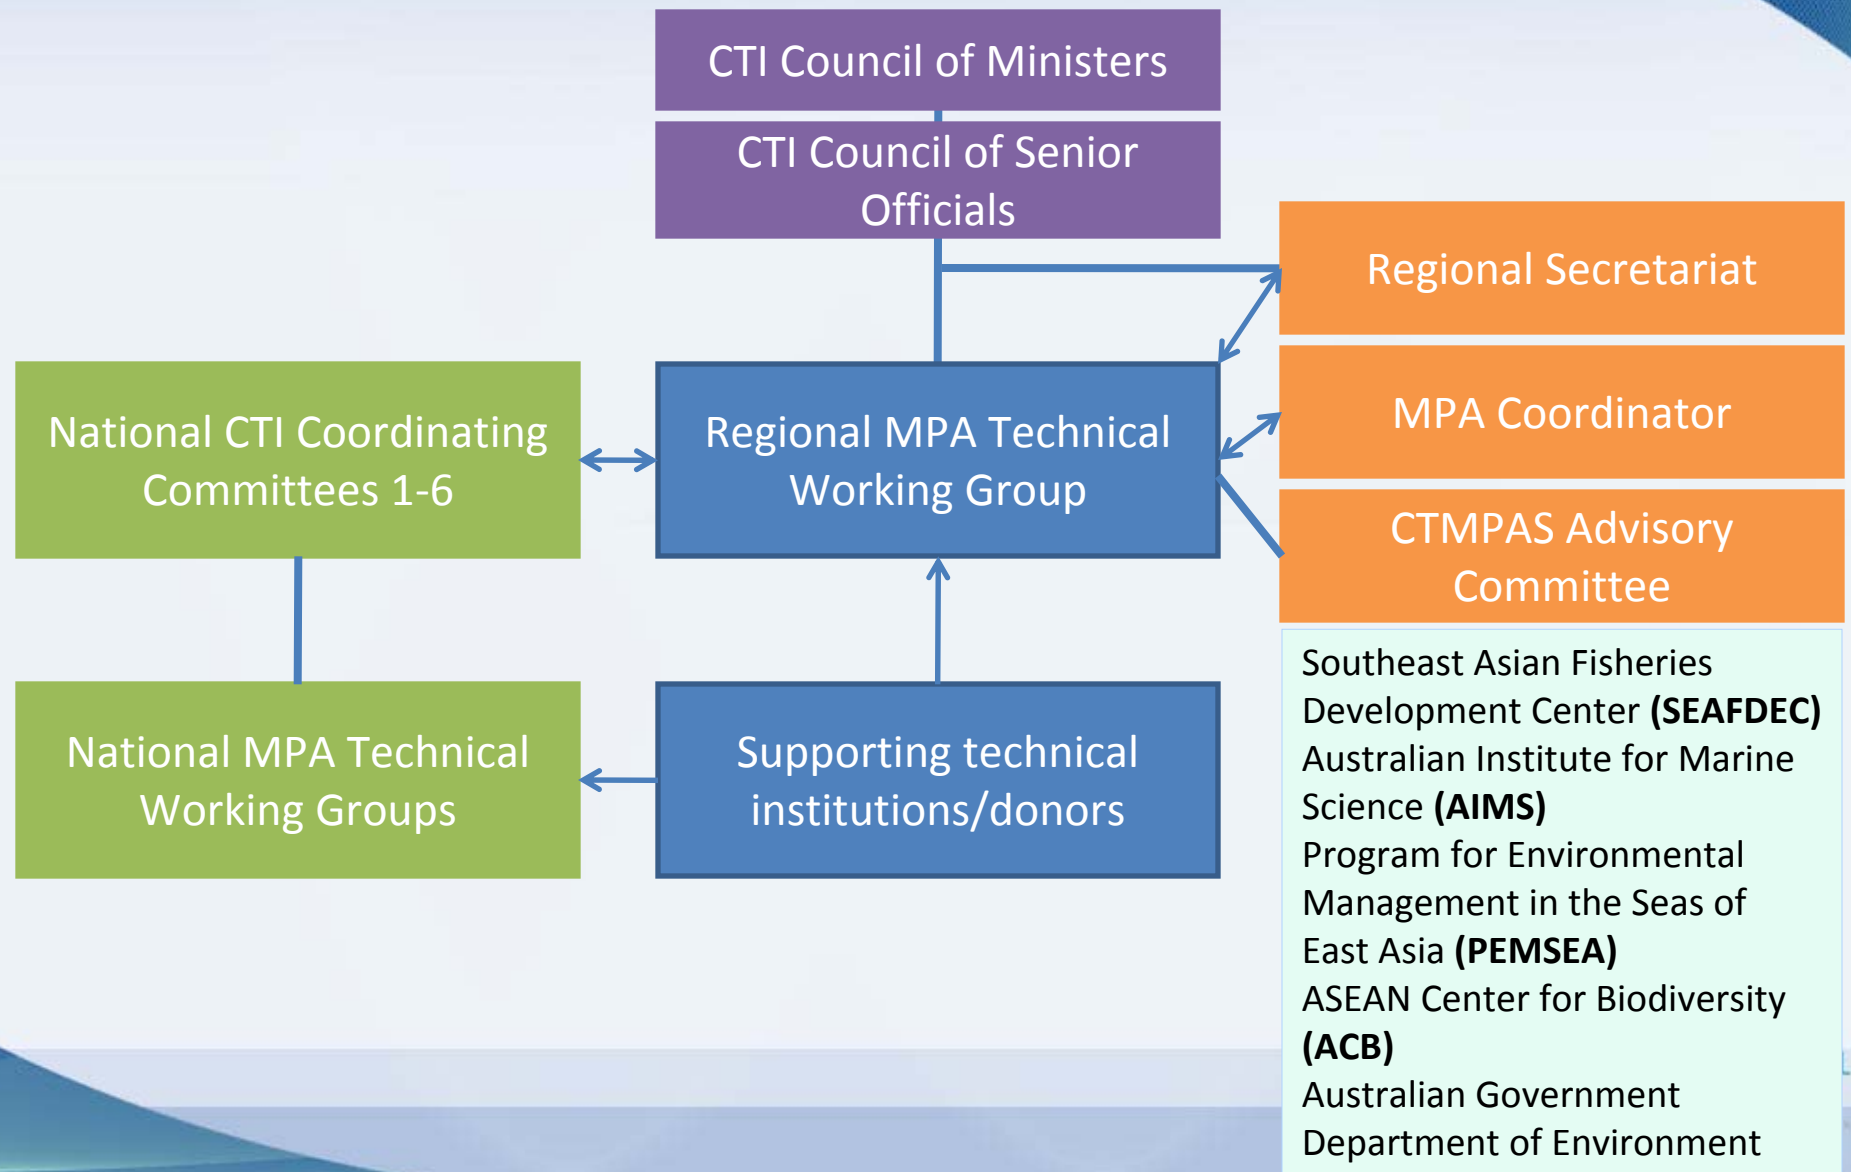 CTI Council of Ministers
CTI Council of Senior
Officials
Regional Secretariat
National CTI Coordinating
Committees 1-6
Regional MPA Technical
Working Group
MPA Coordinator
CTMPAS Advisory
Committee
National MPA Technical
Working Groups
Supporting technical
institutions/donors
Southeast Asian Fisheries
Development Center (SEAFDEC)
Australian Institute for Marine
Science (AIMS)
Program for Environmental
Management in the Seas of
East Asia (PEMSEA)
ASEAN Center for Biodiversity
(ACB)
Australian Government
Department of Environment